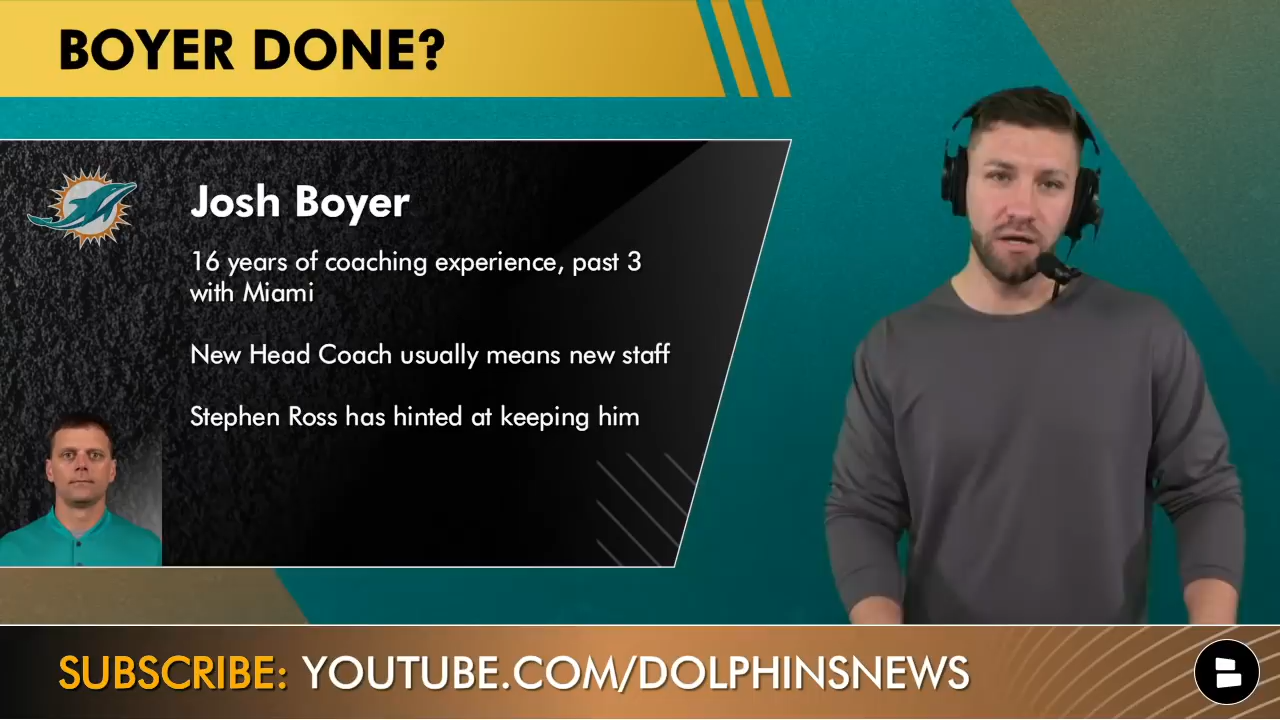 BOYER DONE?
Josh Boyer
16 years of coaching experience, past 3
with Miami
New Head Coach usually means new staff
Stephen Ross has hinted at keeping him
SUBSCRIBE: YOUTUBE.COM/DOLPHINSNEWS